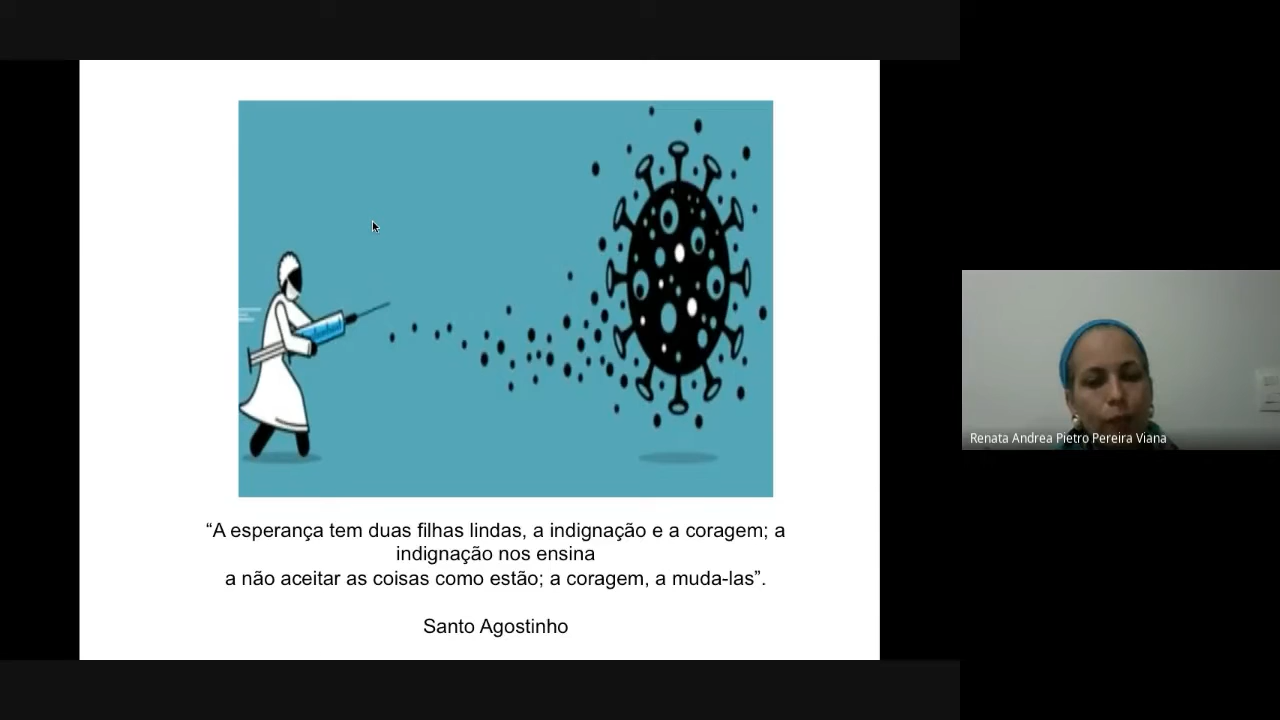 “A esperança tem duas filhas lindas, a indignação e a coragem; a
indignação nos ensina
a não aceitar as coisas como estão; a coragem, a muda-las”.
Santo Agostinho
Renata Andrea Pietro Pereira Viana